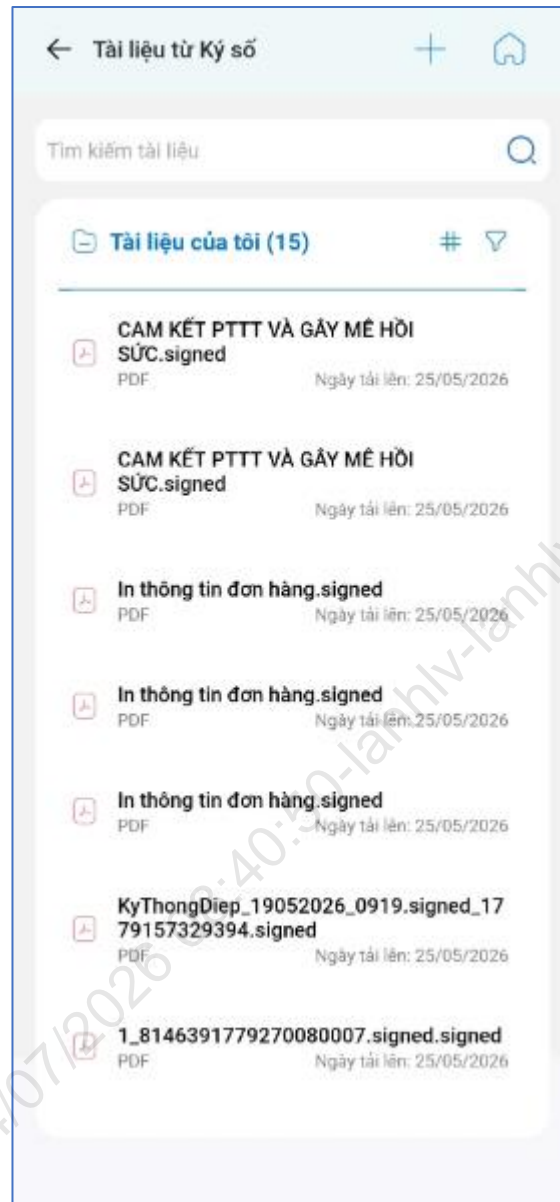 Tài liệu từ Ký số
Tìm kiếm tài liệu
Tài liệu của tôi (15)
CAM KẾT PTTT VÀ GÂY MÊ HỒI
SỨC.signed
PDF Ngày tải lên: 25/05/2026
CAM KẾT PTTT VÀ GÂY MÊ HỒI
SỨC.signed
PDF Ngày tải lên: 25/05/2026
In thông tin đơn hàng.signed
PDF Ngày tải lên: 25/05/2026
In thông tin đơn hàng.signed
PDF Ngày tải lên: 25/05/2026
In thông tin đơn hàng.signed
PDF Ngày tải lên: 25/05/2026
KyThongDiep_19052026_0919.signed_17
79157329394.signed
PDF Ngày tải lên: 25/05/2026
1_8146391779270080007.signed.signed
PDF Ngày tải lên: 25/05/2026